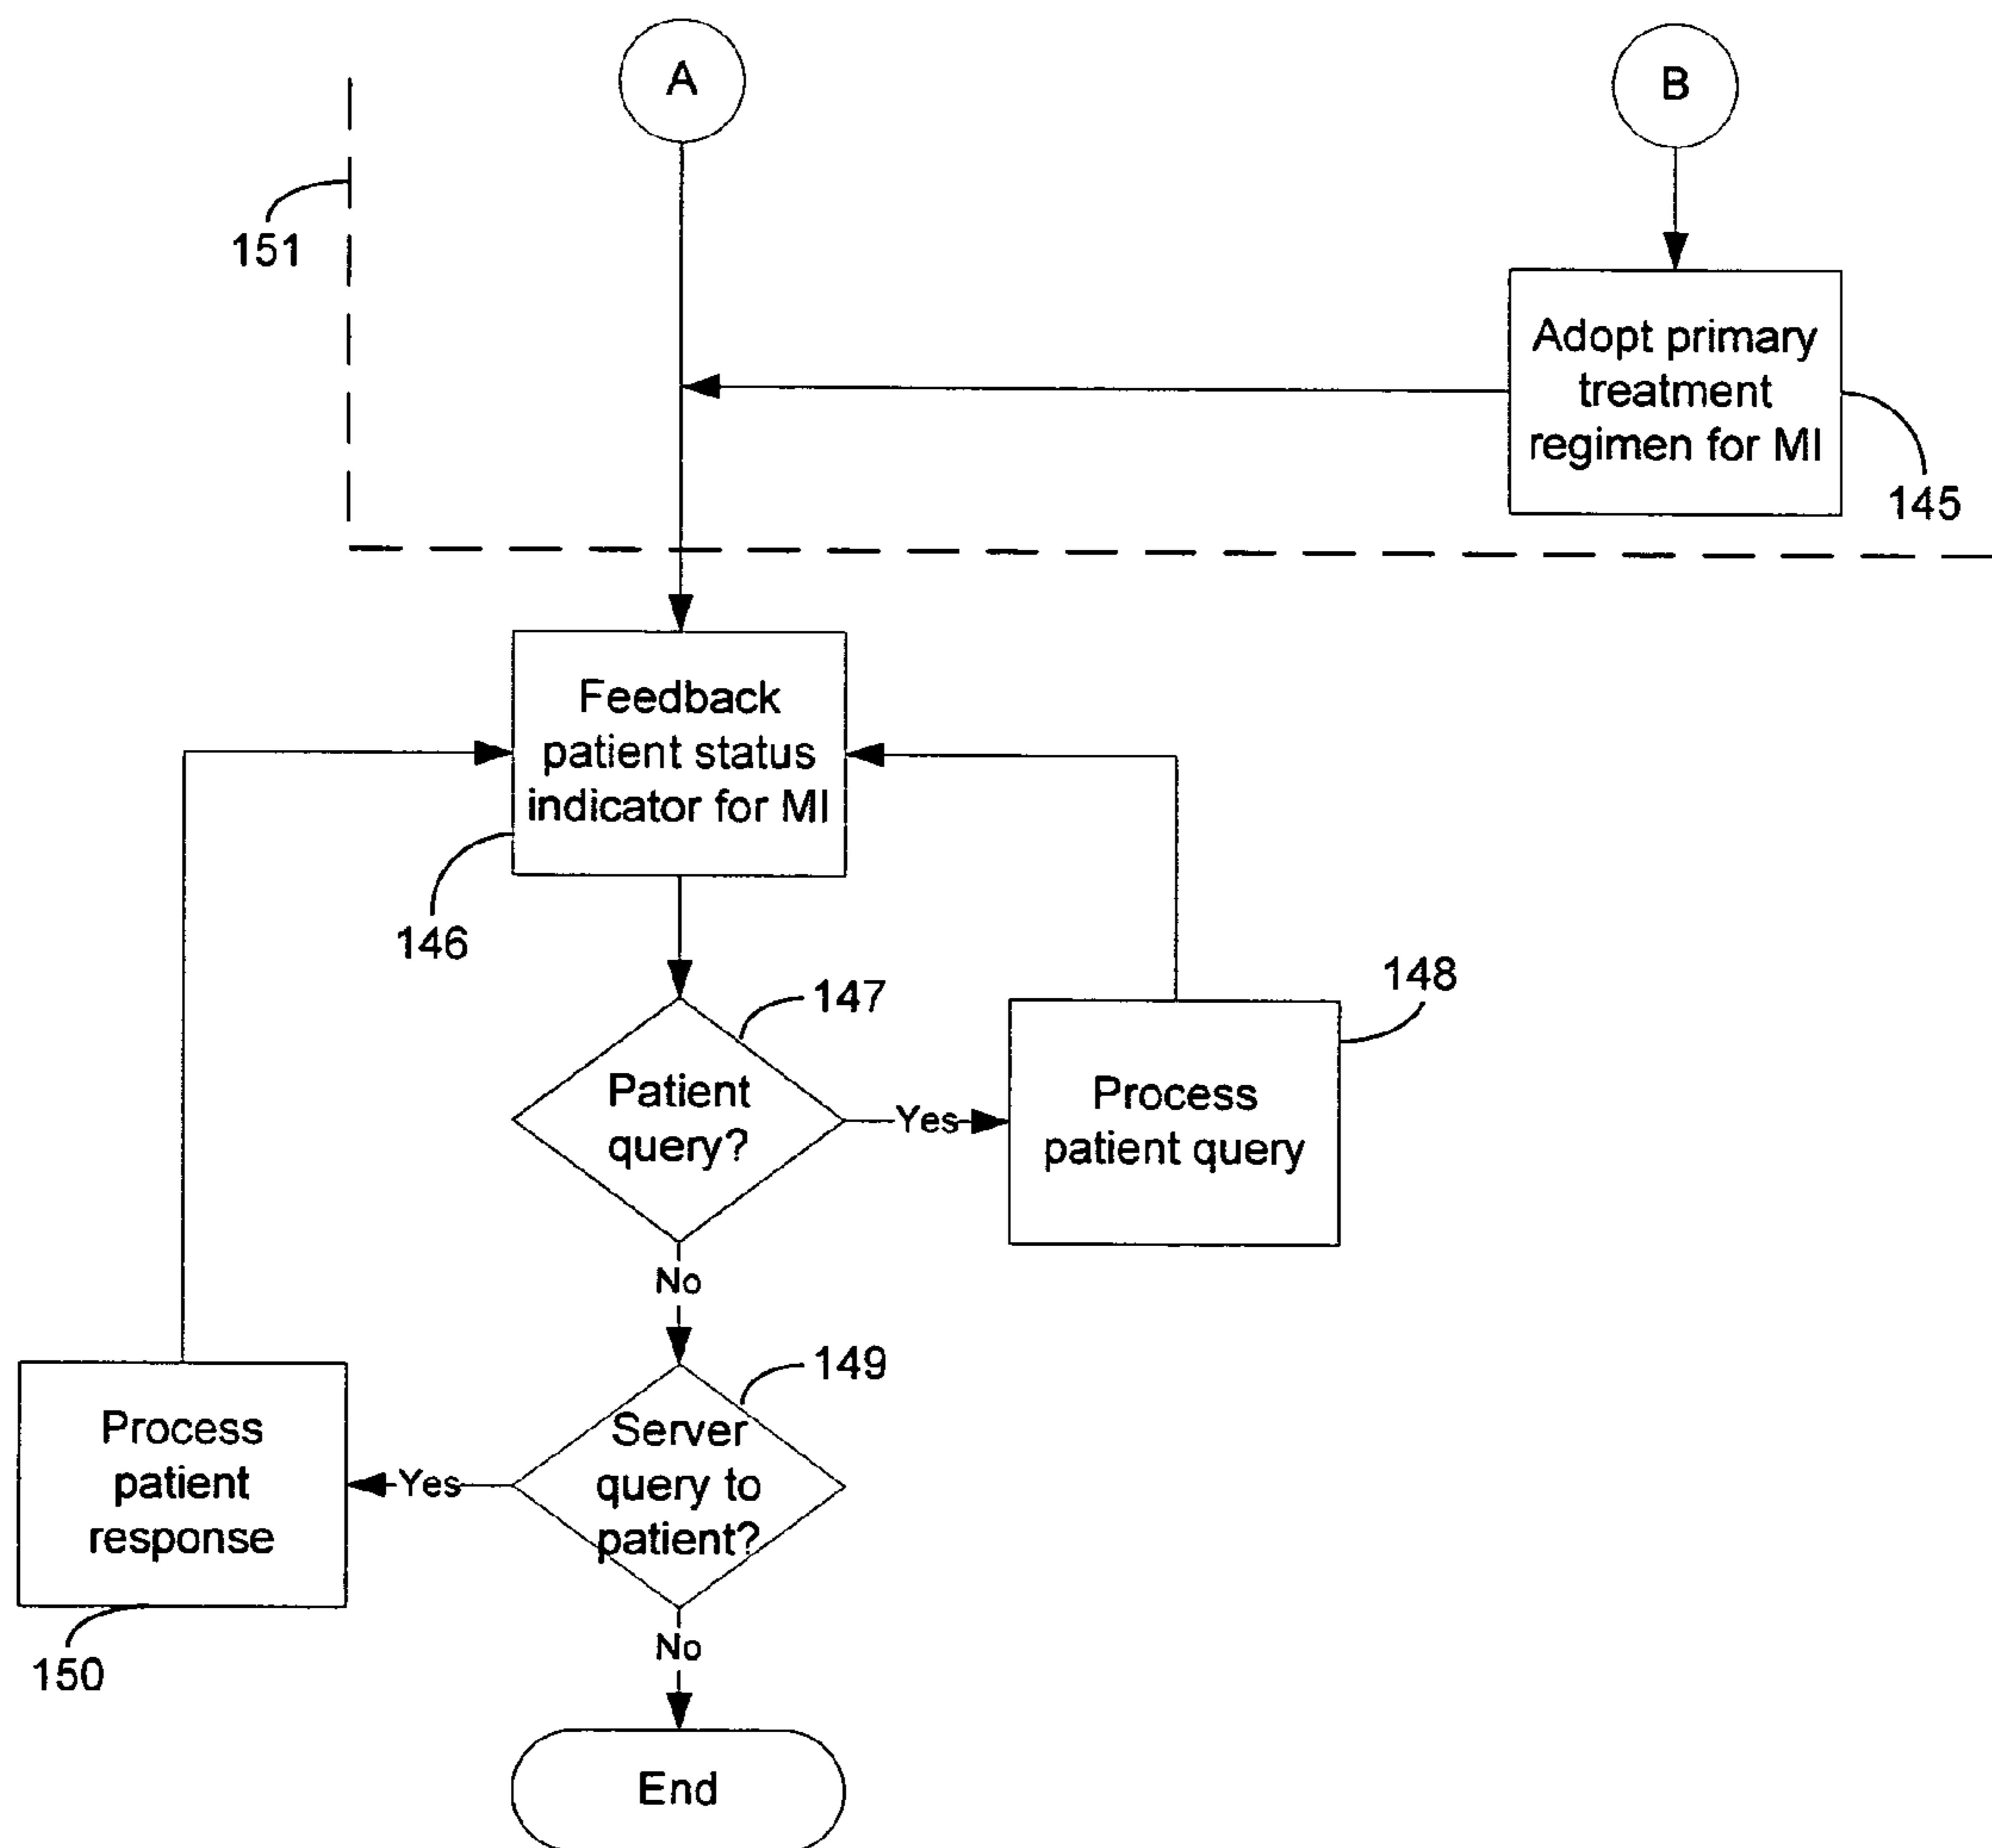 A
B
151
Adopt primary
treatment
regimen for MI
145
Feedback
patient status
indicator for MI
146
147
148
Patient
query?
Yes
Process
patient query
No
149
Server
query to
patient?
Yes
Process
patient
response
150
No
End